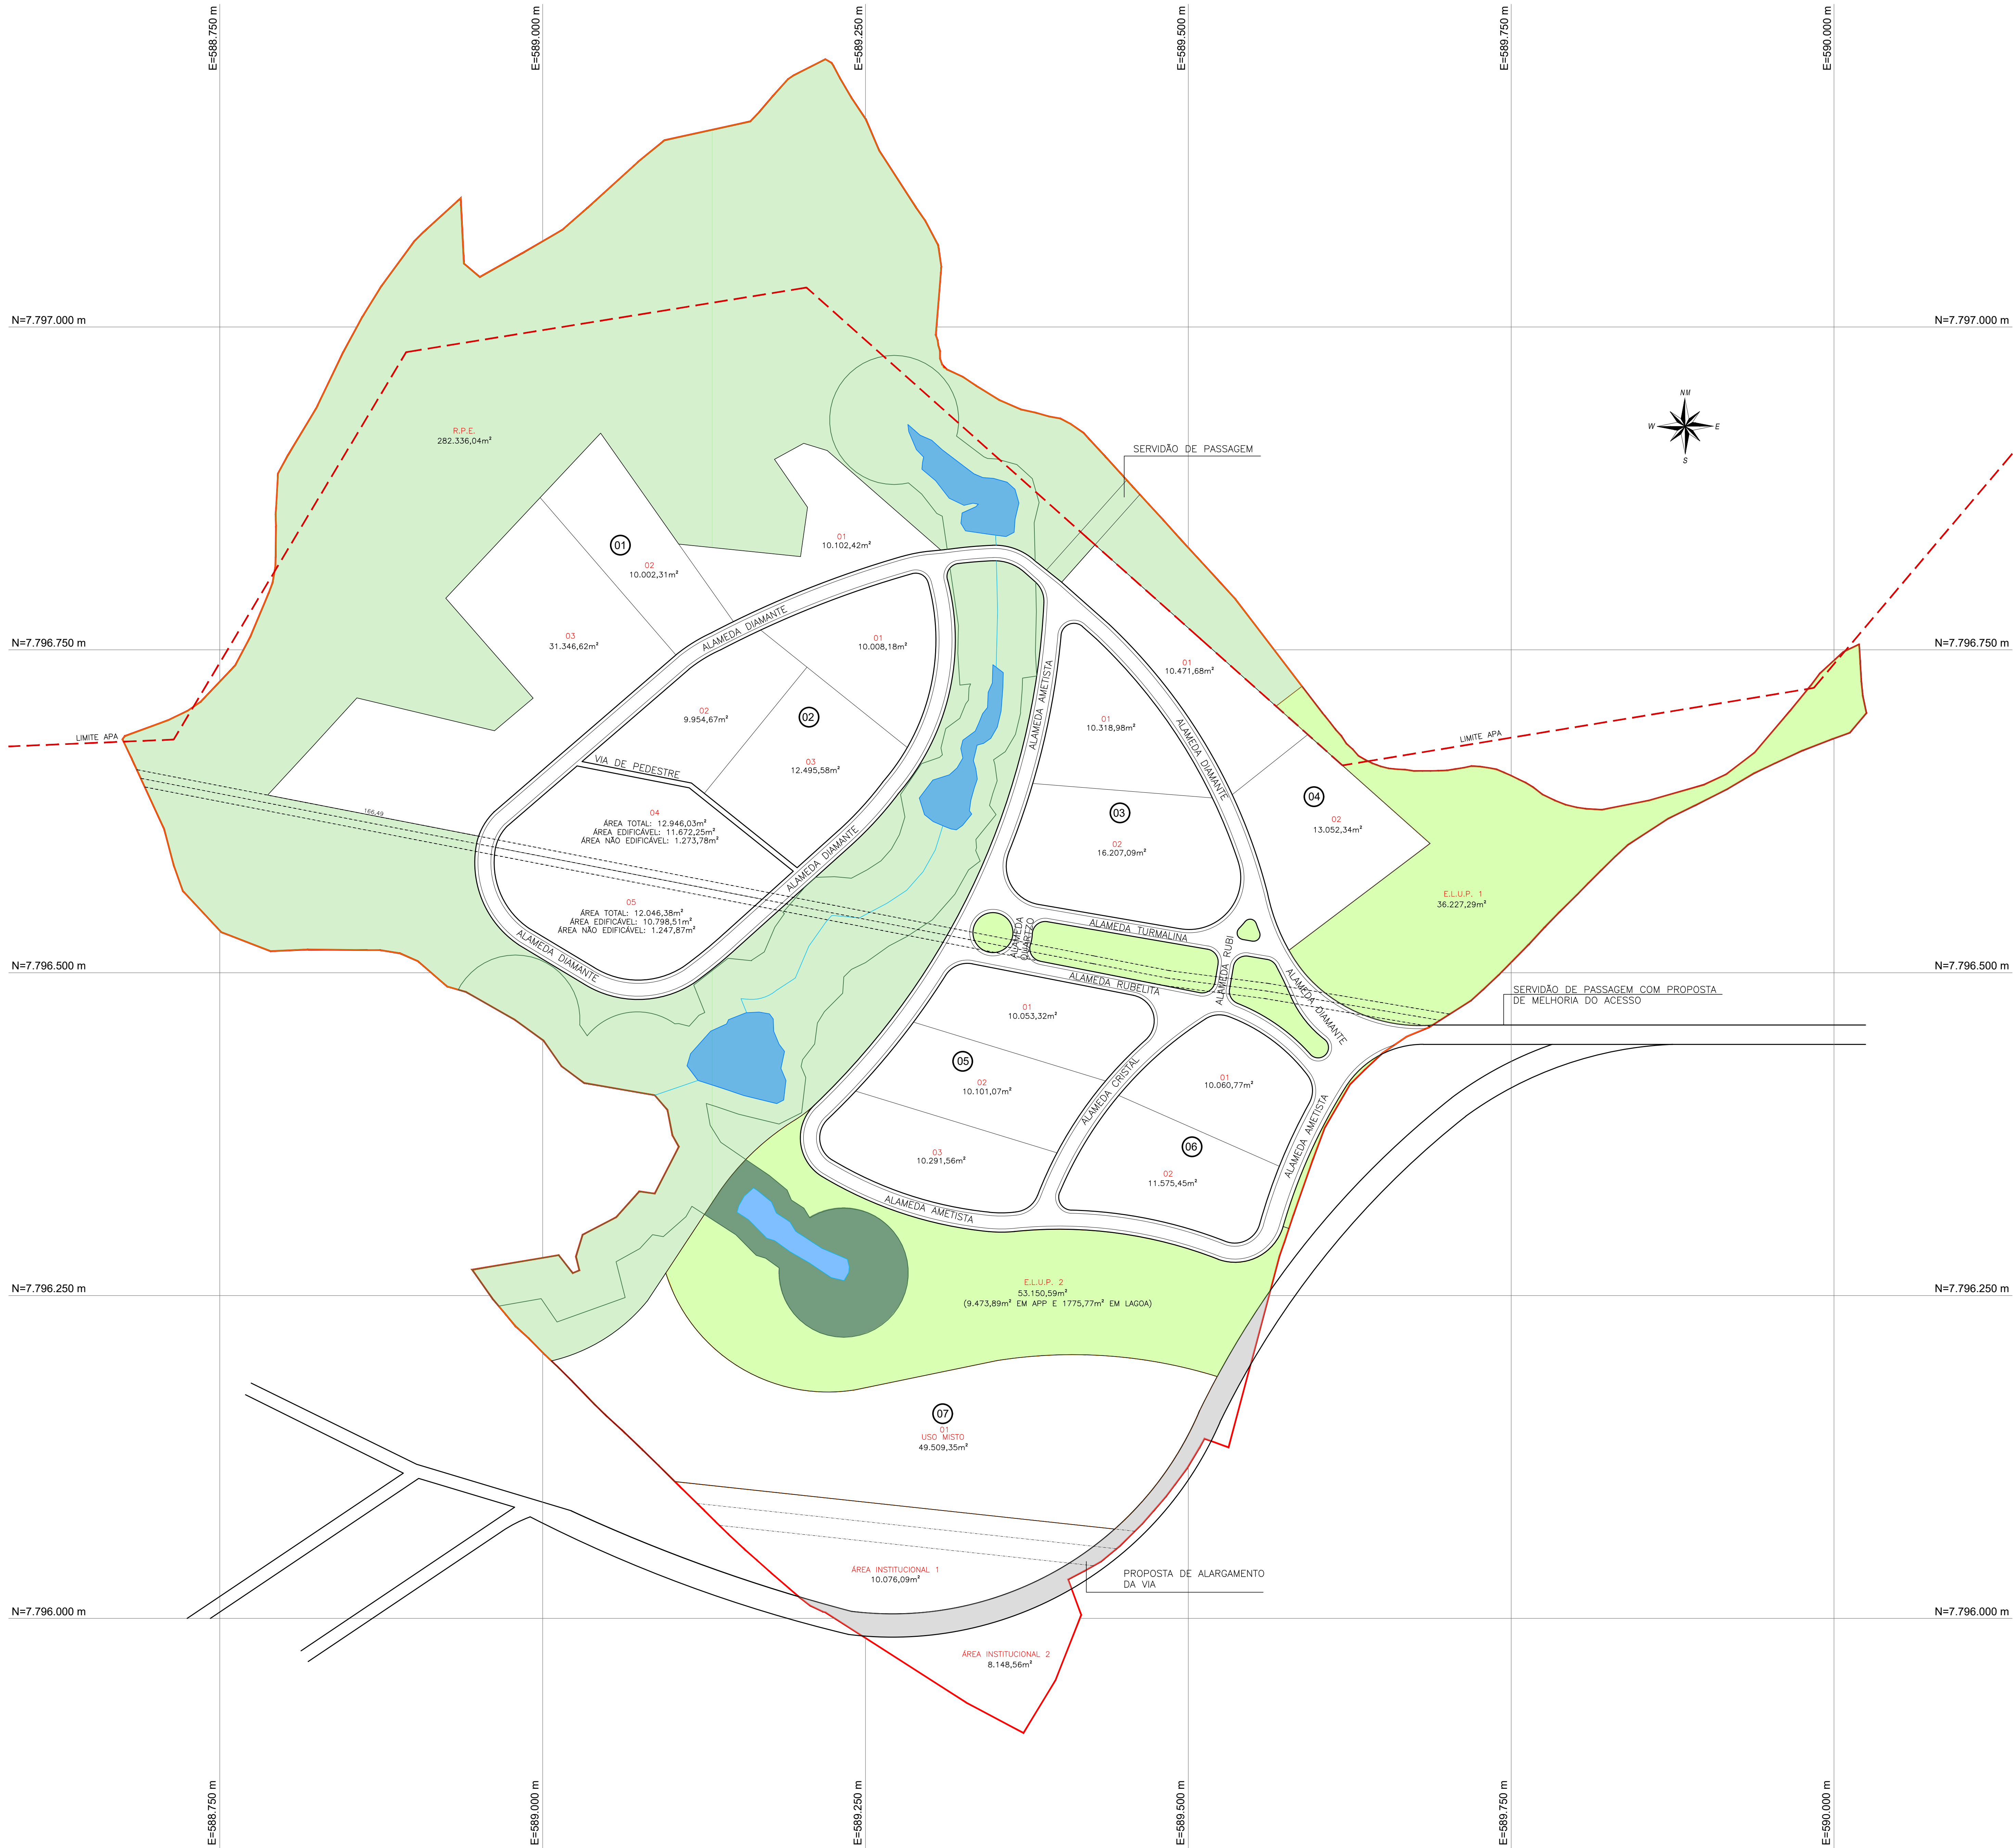 E=588.750 m
E=589.000 m
E=589.250 m
E=589.500 m
E=589.750 m
E=590.000 m
N=7.797.000 m
N=7.797.000 m
NM
W
E
S
R.P.E.
282.336,04m²
SERVIDÃO DE PASSAGEM
01
02
10.002,31m²
01
10.102,42m²
03
31.346,62m²
ALAMEDA DIAMANTE
01
10.008,18m²
N=7.796.750 m
N=7.796.750 m
01
10.471,68m²
ALAMEDA AMETISTA
02
9.954,67m²
02
03
12.495,58m²
01
10.318,98m²
ALAMEDA DIAMANTE
LIMITE APA
LIMITE APA
VIA DE PEDESTRE
166,49
04
ÁREA TOTAL: 12.946,03m²
ÁREA EDIFICÁVEL: 11.672,25m²
ÁREA NÃO EDIFICÁVEL: 1.273,78m²
ALAMEDA DIAMANTE
03
02
16.207,09m²
04
02
13.052,34m²
05
ÁREA TOTAL: 12.046,38m²
ÁREA EDIFICÁVEL: 10.798,51m²
ÁREA NÃO EDIFICÁVEL: 1.247,87m²
ALAMEDA DIAMANTE
E.L.U.P. 1
36.227,29m²
ALAMEDA
QUARTZO
ALAMEDA TURMALINA
ALAMEDA RUBI
ALAMEDA RUBELITA
ALAMEDA DIAMANTE
N=7.796.500 m
N=7.796.500 m
SERVIDÃO DE PASSAGEM COM PROPOSTA
DE MELHORIA DO ACESSO
01
10.053,32m²
05
02
10.101,07m²
ALAMEDA CRISTAL
01
10.060,77m²
ALAMEDA AMETISTA
03
10.291,56m²
06
02
11.575,45m²
ALAMEDA AMETISTA
E.L.U.P. 2
53.150,59m²
(9.473,89m² EM APP E 1775,77m² EM LAGOA)
N=7.796.250 m
N=7.796.250 m
07
01
USO MISTO
49.509,35m²
ÁREA INSTITUCIONAL 1
10.076,09m²
PROPOSTA DE ALARGAMENTO
DA VIA
N=7.796.000 m
N=7.796.000 m
ÁREA INSTITUCIONAL 2
8.148,56m²
E=588.750 m
E=589.000 m
E=589.250 m
E=589.500 m
E=589.750 m
E=590.000 m